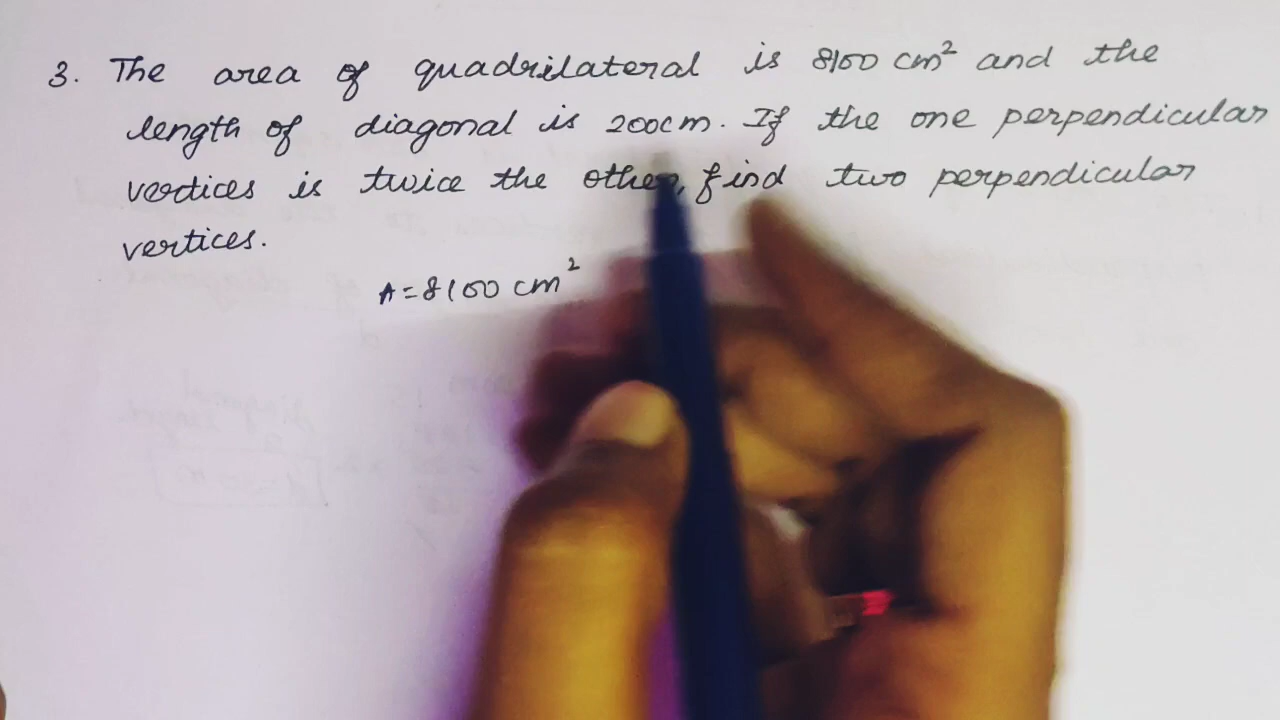 3. The area of quadrilateral is 8100 cm² and the
length of diagonal is 200cm. If the one perpendicular
vertices is twice the other, find two perpendicular
vertices.
A = 8100 cm²